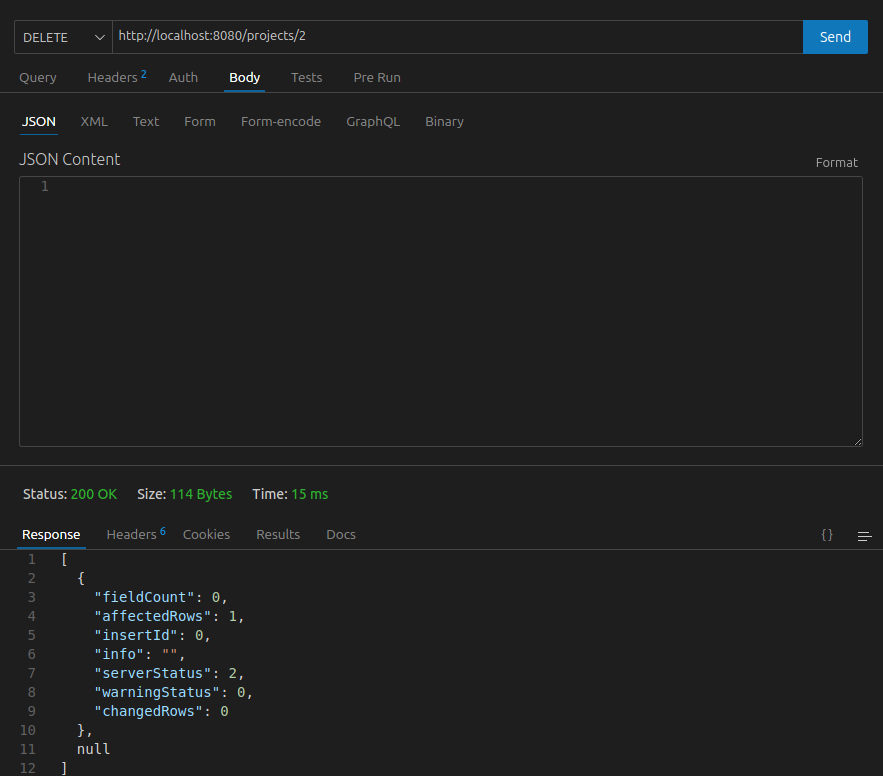 DELETE http://localhost:8080/projects/2 Send
Query Headers 2 Auth Body Tests Pre Run
JSON XML Text Form Form-encode GraphQL Binary
JSON Content Format
1
Status: 200 OK Size: 114 Bytes Time: 15 ms
Response Headers 6 Cookies Results Docs {}
1 [
2 {
3 "fieldCount": 0,
4 "affectedRows": 1,
5 "insertId": 0,
6 "info": "",
7 "serverStatus": 2,
8 "warningStatus": 0,
9 "changedRows": 0
10 },
11 null
12 ]